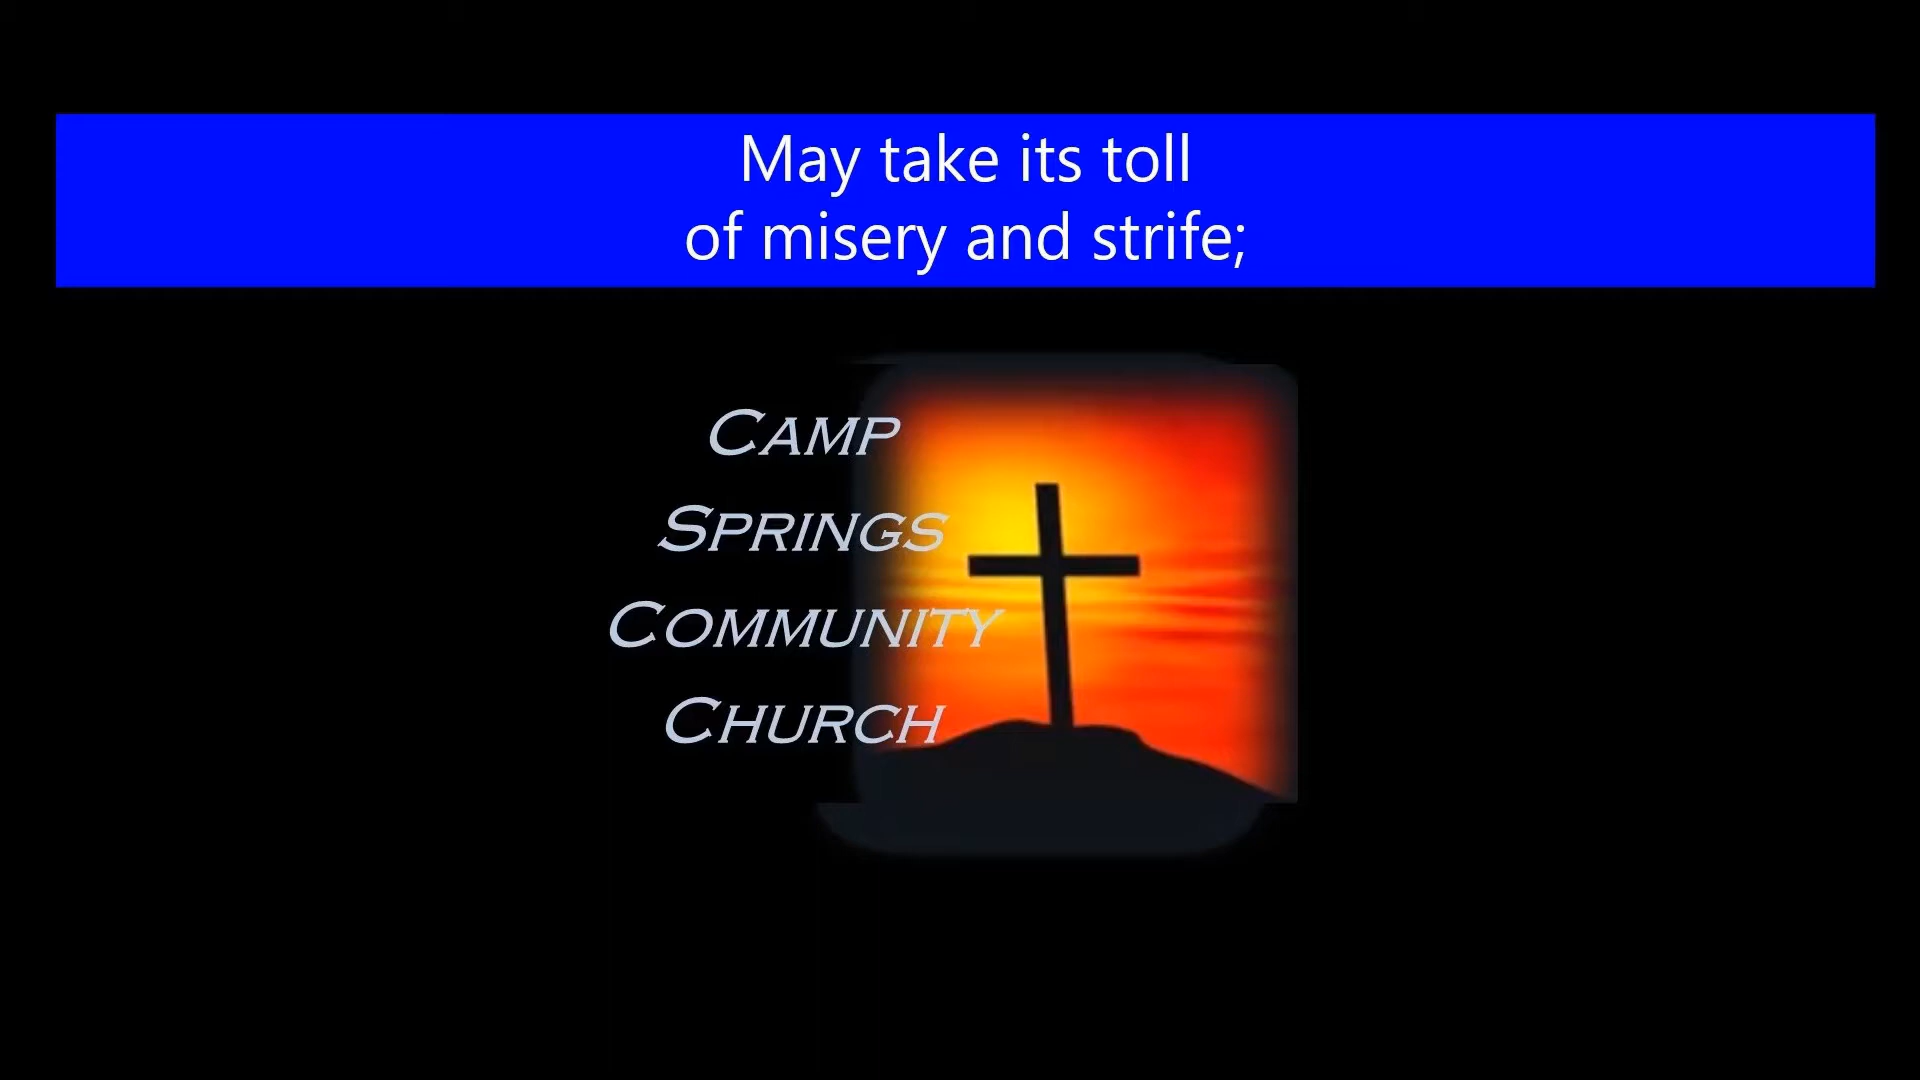 May take its toll
of misery and strife;
Camp
Springs
Community
Church